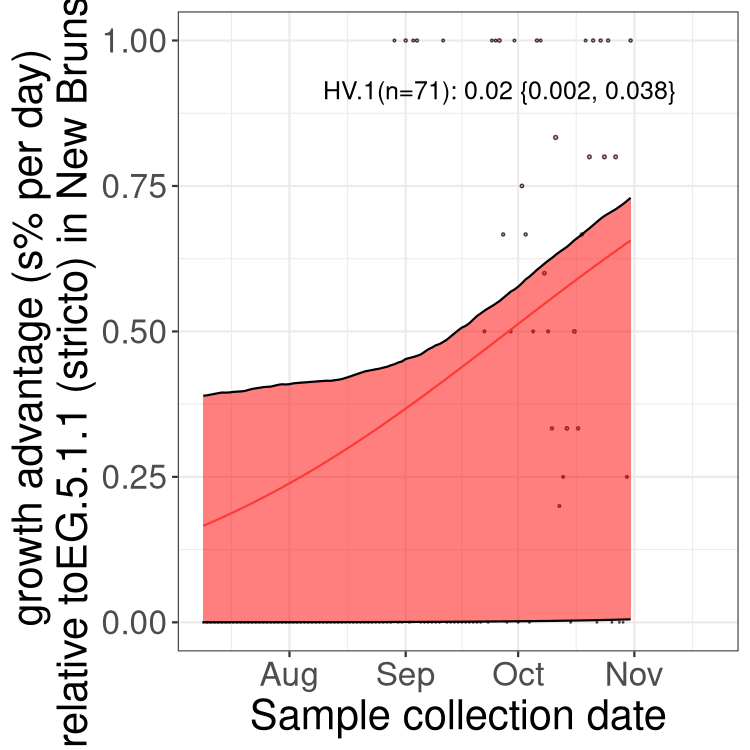 growth advantage (s% per day)
relative toEG.5.1.1 (stricto) in New Bruns
1.00
0.75
0.50
0.25
0.00
HV.1(n=71): 0.02 {0.002, 0.038}
Aug Sep Oct Nov
Sample collection date